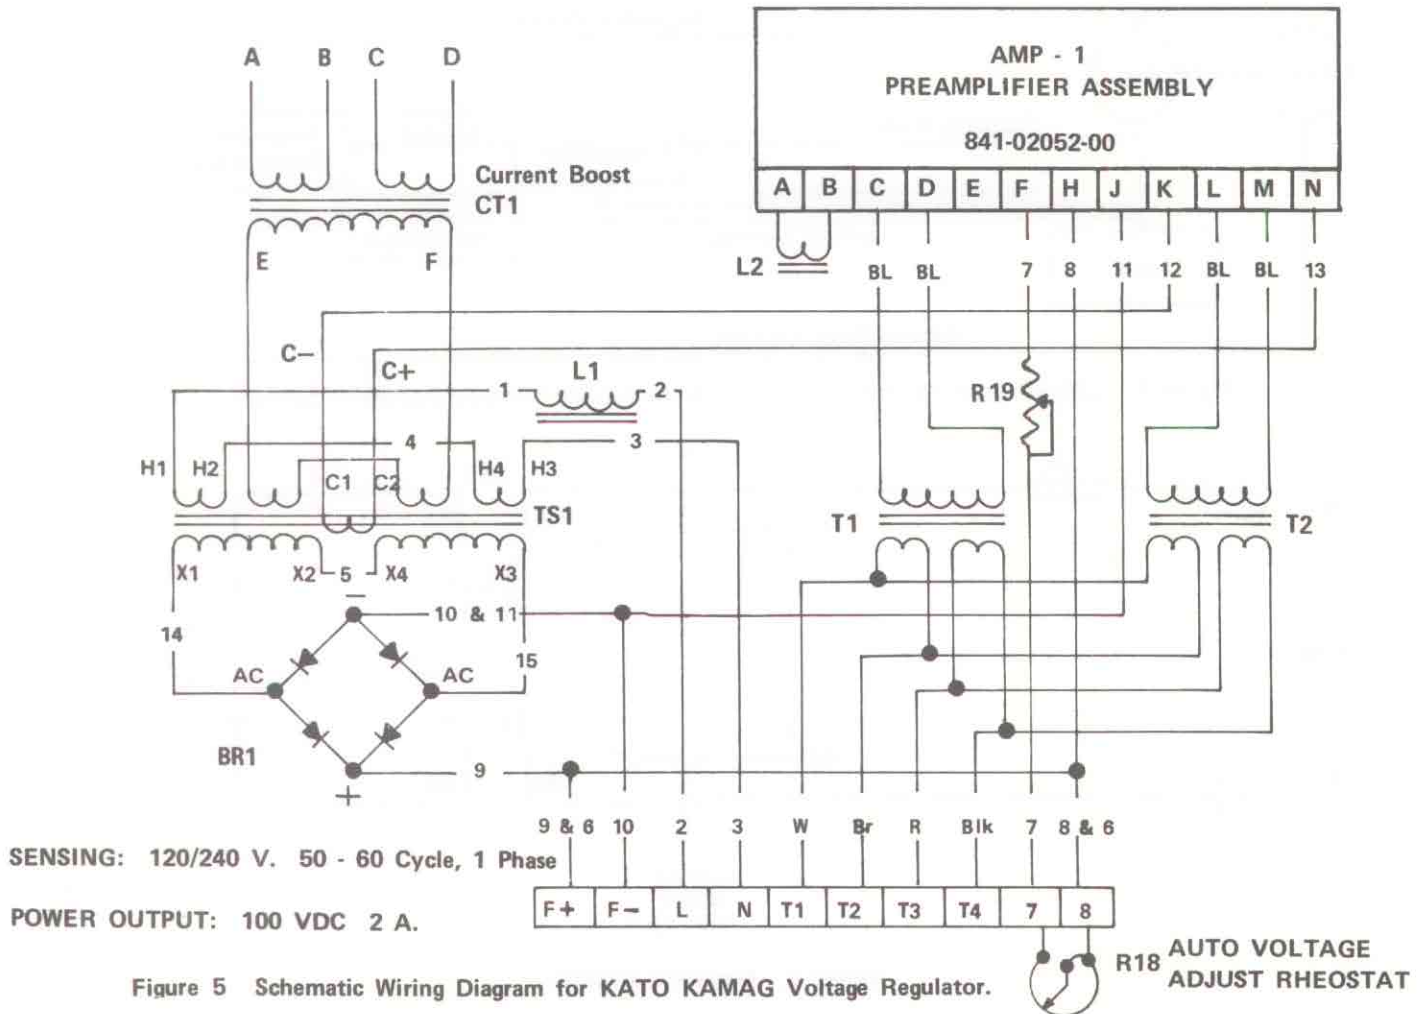 A B C D
Current Boost
CT1
E F
AMP - 1
PREAMPLIFIER ASSEMBLY
841-02052-00
A B C D E F H J K L M N
L2
BL BL 7 8 11 12 BL BL 13
C−
C+
L1
1 2
R 19
4 3
H1 H2 C1 C2 H4 H3
TS1
T1 T2
X1 X2 5 X4 X3
−
10 & 11
14 15
AC AC
BR1
9
+
9 & 6 10 2 3 W Br R Blk 7 8 & 6
SENSING: 120/240 V. 50 - 60 Cycle, 1 Phase
F+ F− L N T1 T2 T3 T4 7 8
POWER OUTPUT: 100 VDC 2 A.
R18 AUTO VOLTAGE
ADJUST RHEOSTAT
Figure 5 Schematic Wiring Diagram for KATO KAMAG Voltage Regulator.